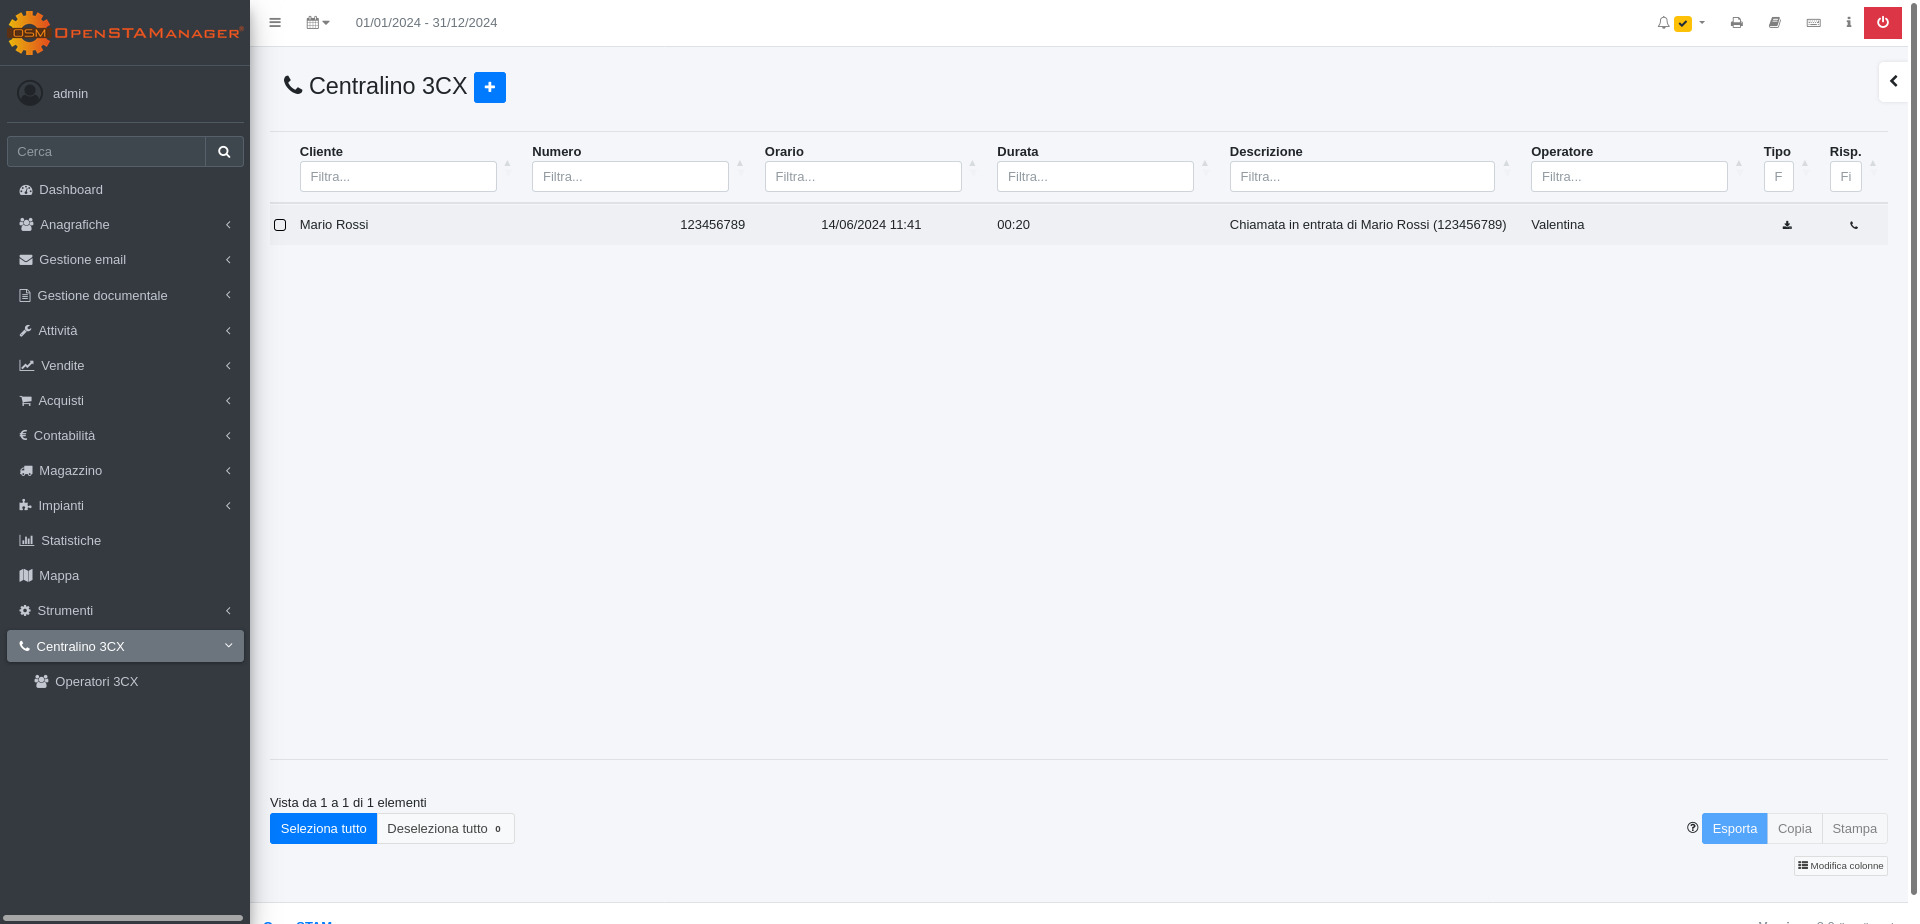 OSM OpenSTAManager®
01/01/2024 - 31/12/2024
admin
Cerca
Dashboard
Anagrafiche
Gestione email
Gestione documentale
Attività
Vendite
Acquisti
Contabilità
Magazzino
Impianti
Statistiche
Mappa
Strumenti
Centralino 3CX
Operatori 3CX
Centralino 3CX
Cliente Numero Orario Durata Descrizione Operatore Tipo Risp.
Filtra... Filtra... Filtra... Filtra... Filtra... Filtra... F Fi
Mario Rossi 123456789 14/06/2024 11:41 00:20 Chiamata in entrata di Mario Rossi (123456789) Valentina
Vista da 1 a 1 di 1 elementi
Seleziona tutto Deseleziona tutto 0
Esporta Copia Stampa
Modifica colonne